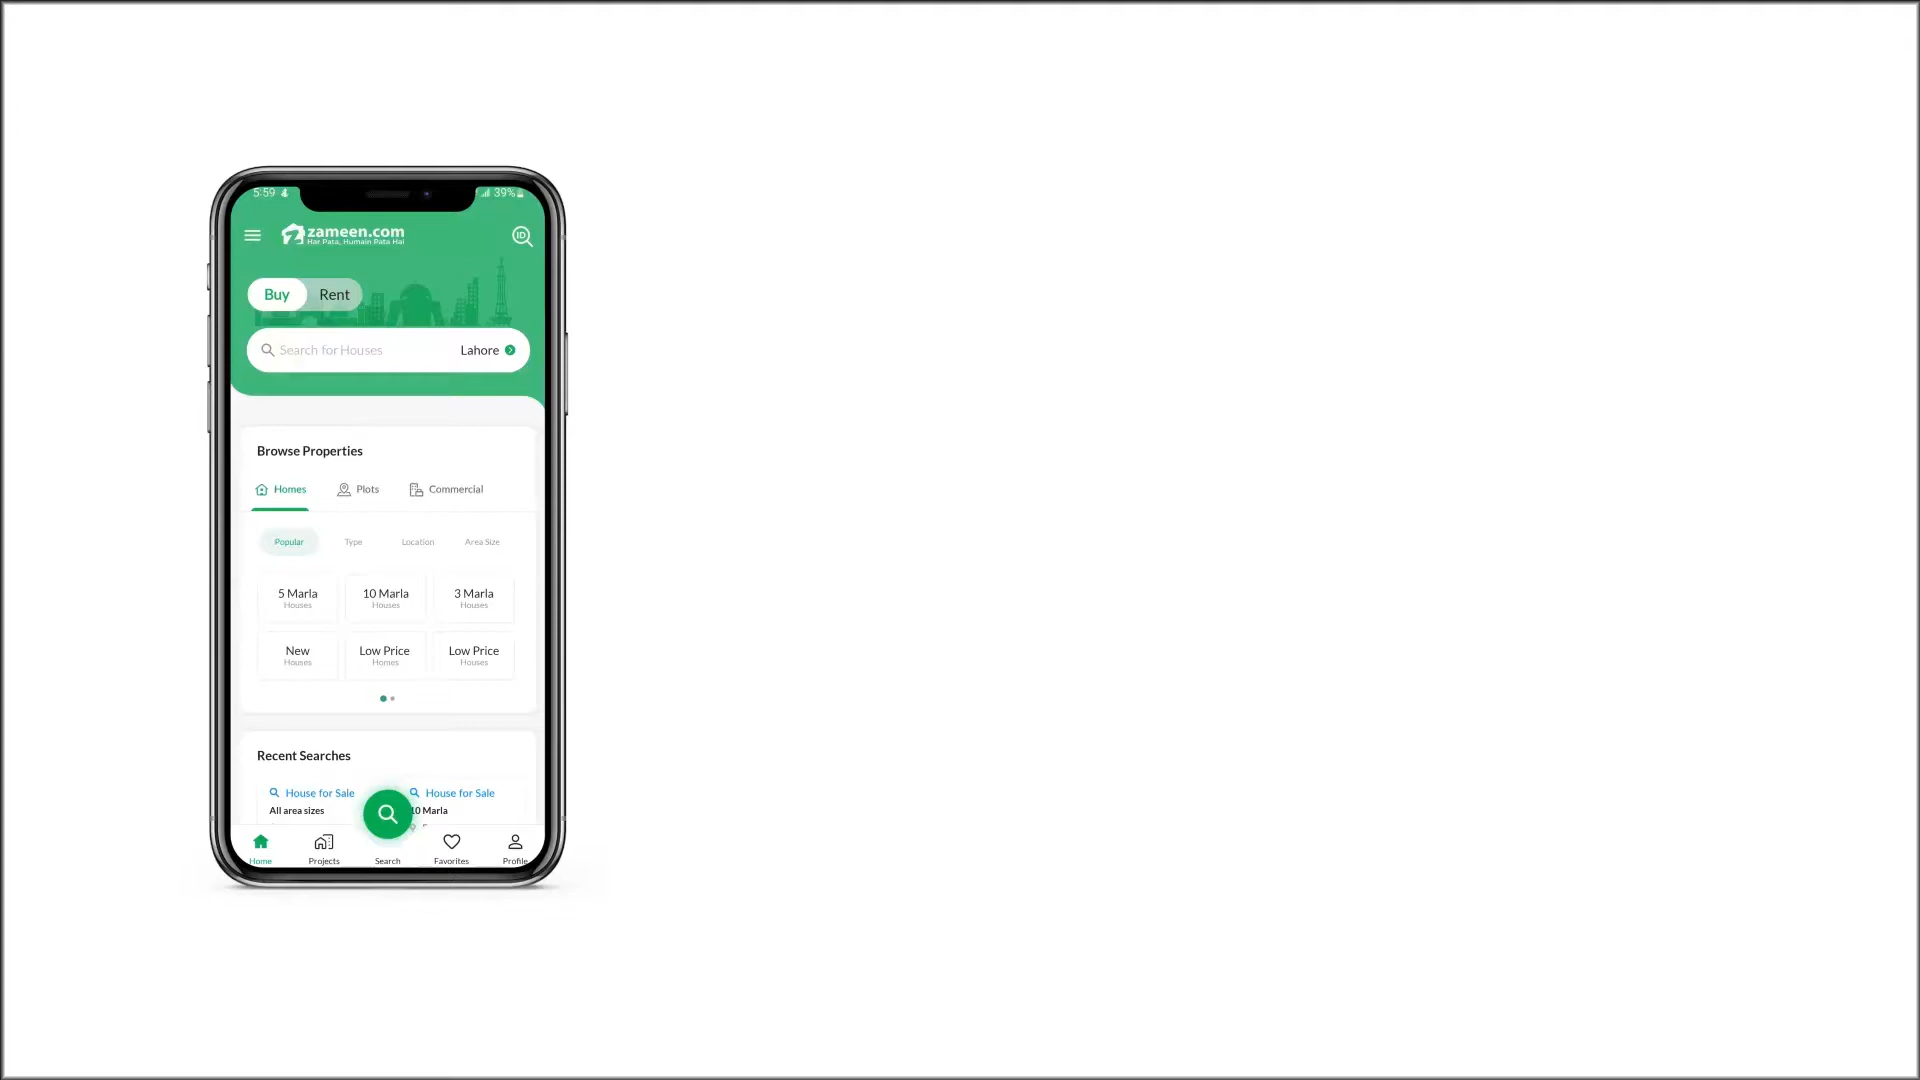 5:59 39%
zameen.com
Har Pata, Humain Pata Hai
ID
Buy Rent
Search for Houses Lahore
Browse Properties
Homes Plots Commercial
Popular Type Location Area Size
5 Marla 10 Marla 3 Marla
Houses Houses Houses
New Low Price Low Price
Houses Homes Houses
Recent Searches
House for Sale House for Sale
All area sizes 10 Marla
Home Projects Search Favorites Profile